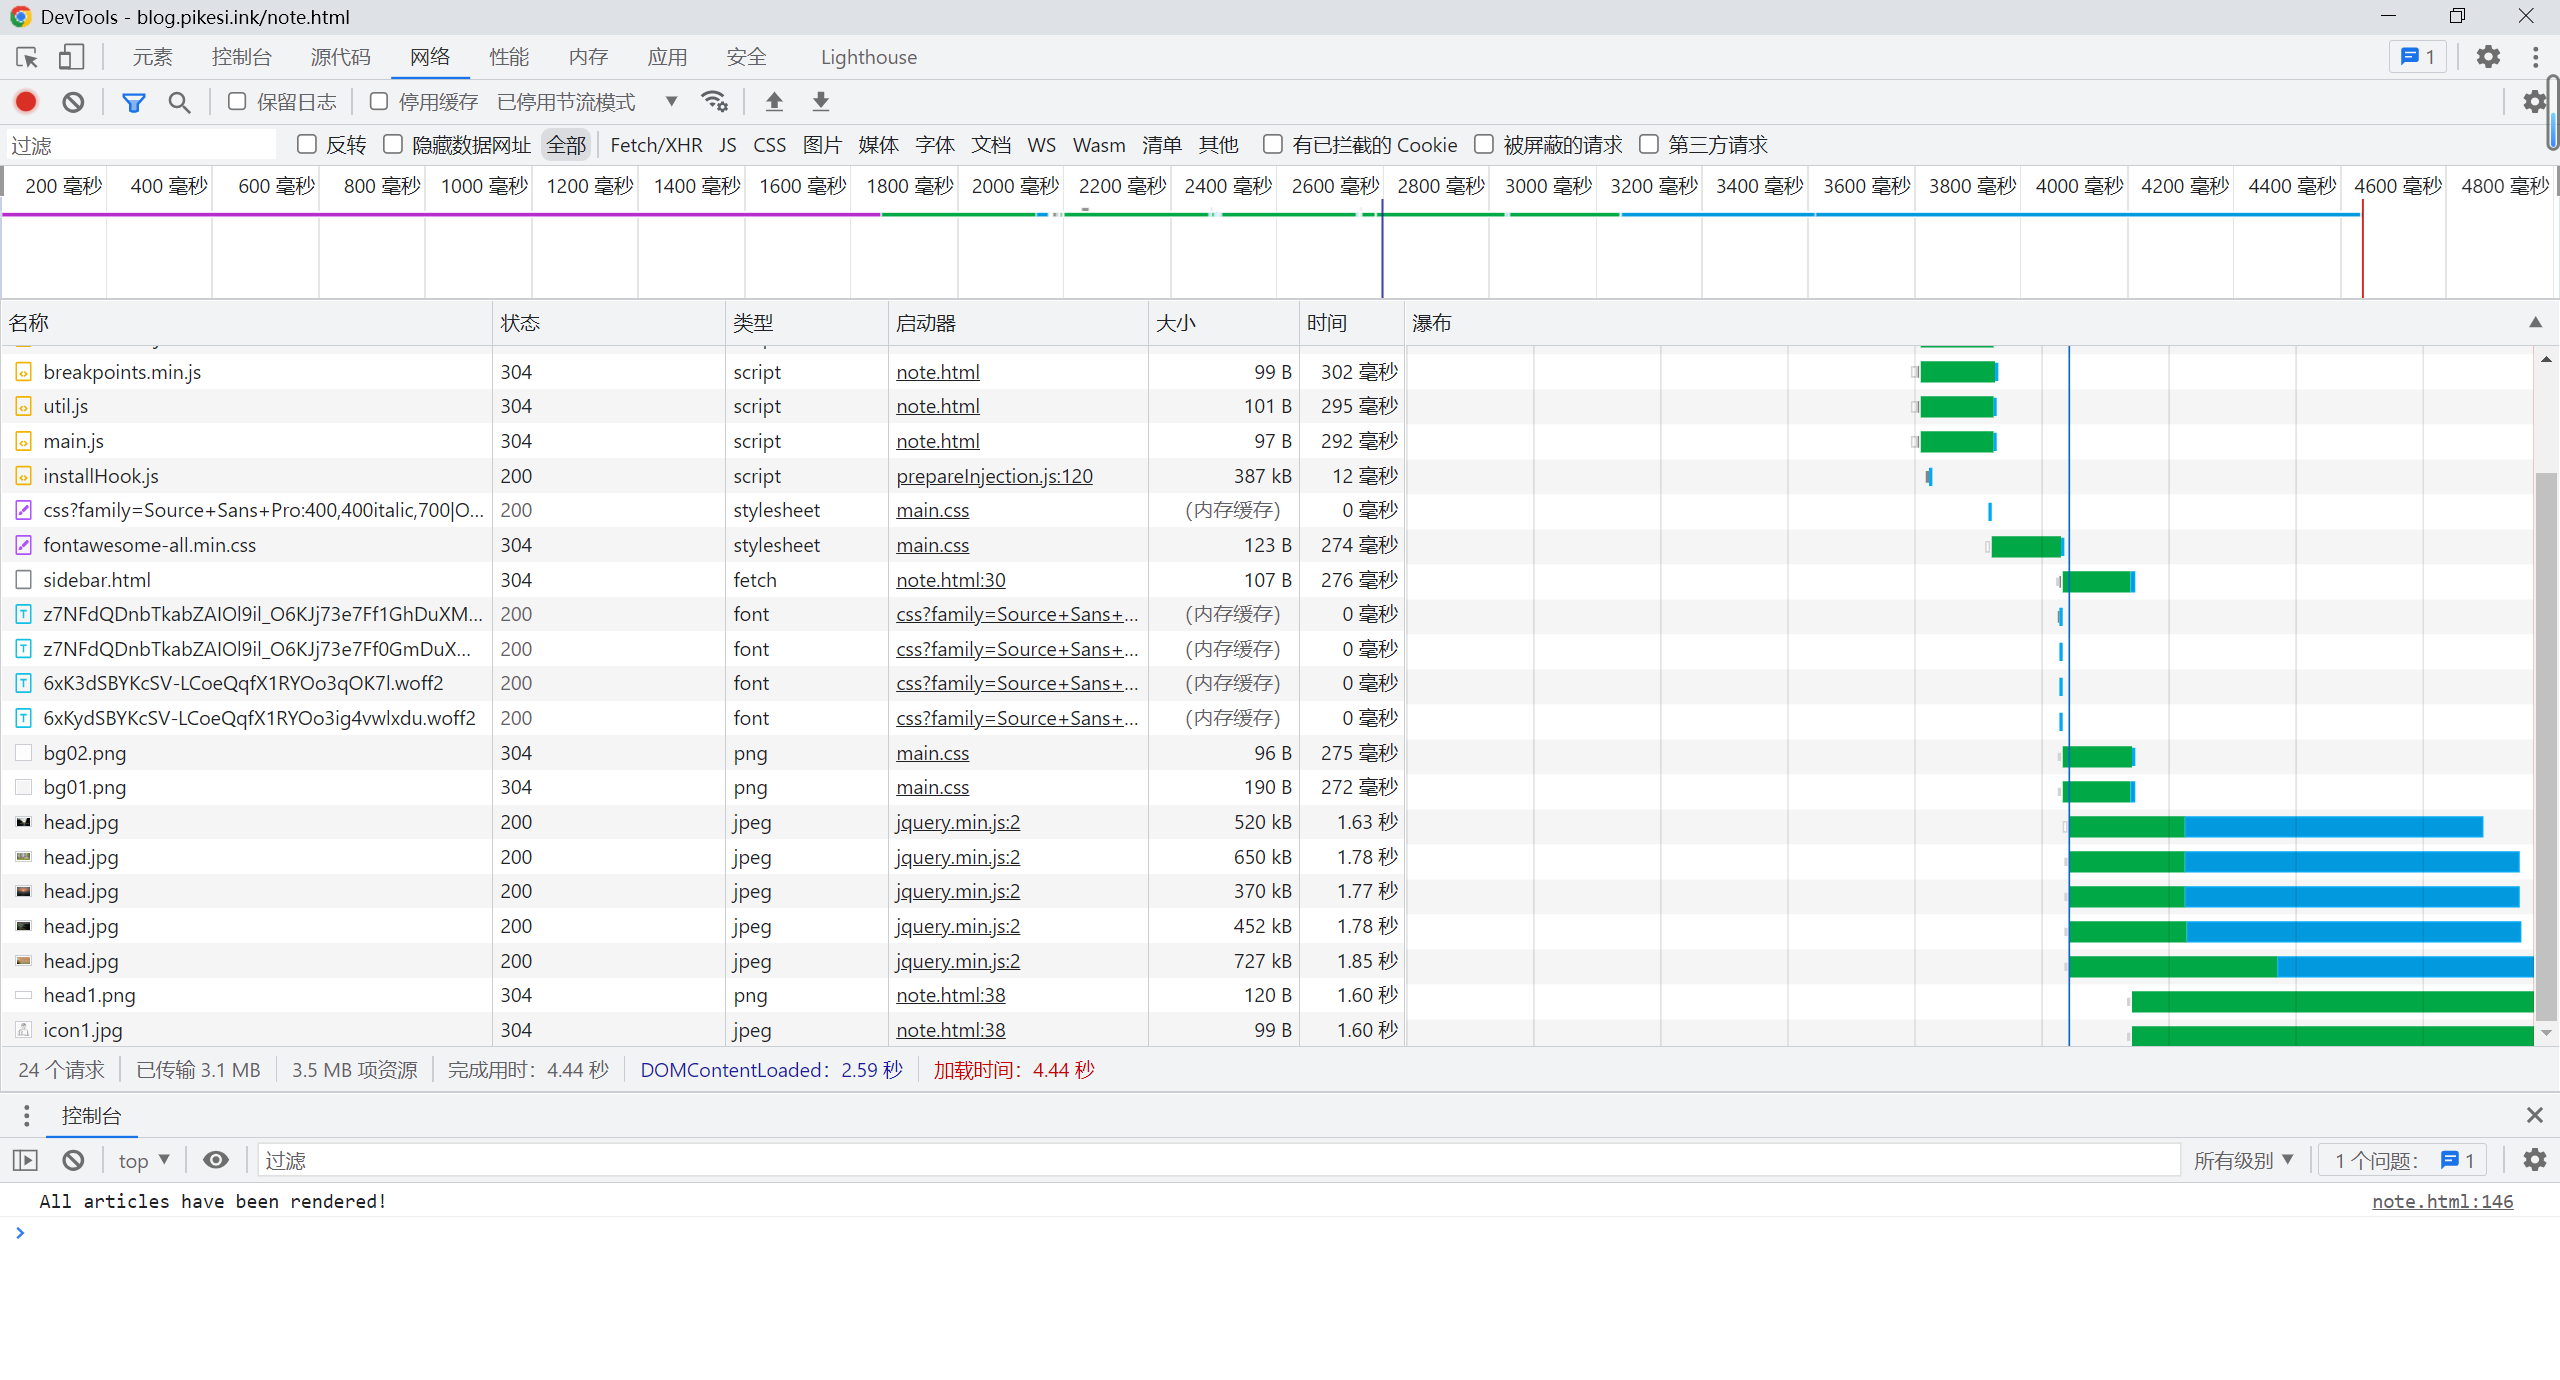 DevTools - blog.pikesi.ink/note.html
元素 控制台 源代码 网络 性能 内存 应用 安全 Lighthouse 1
保留日志 停用缓存 已停用节流模式
过滤 反转 隐藏数据网址 全部 Fetch/XHR JS CSS 图片 媒体 字体 文档 WS Wasm 清单 其他 有已拦截的 Cookie 被屏蔽的请求 第三方请求
200 毫秒 400 毫秒 600 毫秒 800 毫秒 1000 毫秒 1200 毫秒 1400 毫秒 1600 毫秒 1800 毫秒 2000 毫秒 2200 毫秒 2400 毫秒 2600 毫秒 2800 毫秒 3000 毫秒 3200 毫秒 3400 毫秒 3600 毫秒 3800 毫秒 4000 毫秒 4200 毫秒 4400 毫秒 4600 毫秒 4800 毫秒
名称 状态 类型 启动器 大小 时间 瀑布
breakpoints.min.js 304 script note.html 99 B 302 毫秒
util.js 304 script note.html 101 B 295 毫秒
main.js 304 script note.html 97 B 292 毫秒
installHook.js 200 script prepareInjection.js:120 387 kB 12 毫秒
css?family=Source+Sans+Pro:400,400italic,700|O... 200 stylesheet main.css (内存缓存) 0 毫秒
fontawesome-all.min.css 304 stylesheet main.css 123 B 274 毫秒
sidebar.html 304 fetch note.html:30 107 B 276 毫秒
z7NFdQDnbTkabZAIOl9il_O6KJj73e7Ff1GhDuXM... 200 font css?family=Source+Sans+... (内存缓存) 0 毫秒
z7NFdQDnbTkabZAIOl9il_O6KJj73e7Ff0GmDuX... 200 font css?family=Source+Sans+... (内存缓存) 0 毫秒
6xK3dSBYKcSV-LCoeQqfX1RYOo3qOK7l.woff2 200 font css?family=Source+Sans+... (内存缓存) 0 毫秒
6xKydSBYKcSV-LCoeQqfX1RYOo3ig4vwlxdu.woff2 200 font css?family=Source+Sans+... (内存缓存) 0 毫秒
bg02.png 304 png main.css 96 B 275 毫秒
bg01.png 304 png main.css 190 B 272 毫秒
head.jpg 200 jpeg jquery.min.js:2 520 kB 1.63 秒
head.jpg 200 jpeg jquery.min.js:2 650 kB 1.78 秒
head.jpg 200 jpeg jquery.min.js:2 370 kB 1.77 秒
head.jpg 200 jpeg jquery.min.js:2 452 kB 1.78 秒
head.jpg 200 jpeg jquery.min.js:2 727 kB 1.85 秒
head1.png 304 png note.html:38 120 B 1.60 秒
icon1.jpg 304 jpeg note.html:38 99 B 1.60 秒
24 个请求 已传输 3.1 MB 3.5 MB 项资源 完成用时：4.44 秒 DOMContentLoaded：2.59 秒 加载时间：4.44 秒
控制台
top 过滤 所有级别 1 个问题： 1
All articles have been rendered! note.html:146